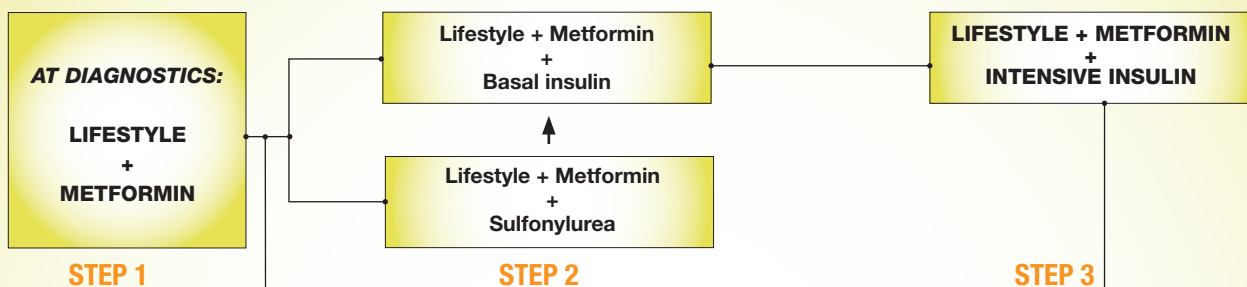 AT DIAGNOSTICS:
LIFESTYLE
+
METFORMIN
STEP 1
Lifestyle + Metformin
+
Basal insulin
Lifestyle + Metformin
+
Sulfonylurea
STEP 2
LIFESTYLE + METFORMIN
+
INTENSIVE INSULIN
STEP 3